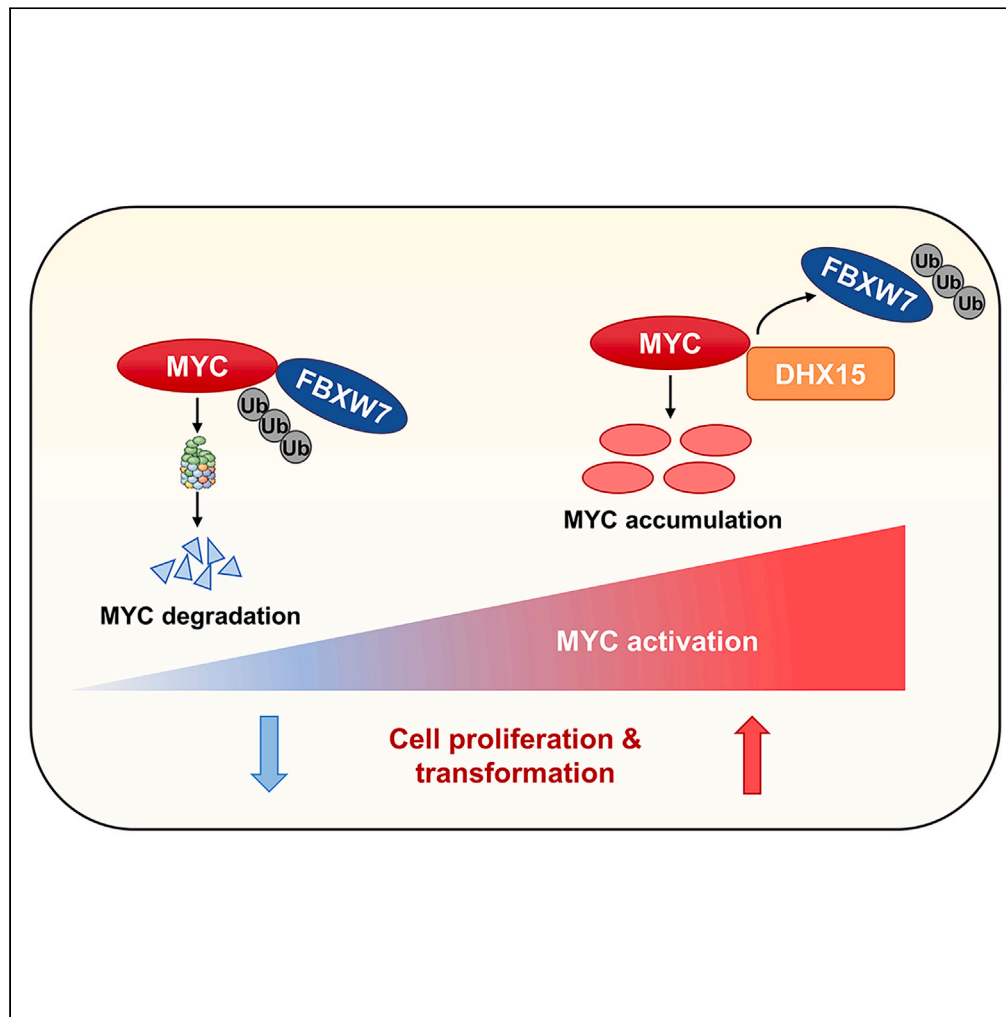 MYC
FBXW7
Ub
Ub
Ub
MYC degradation
MYC
FBXW7
Ub
Ub
Ub
DHX15
MYC accumulation
MYC activation
Cell proliferation &
transformation